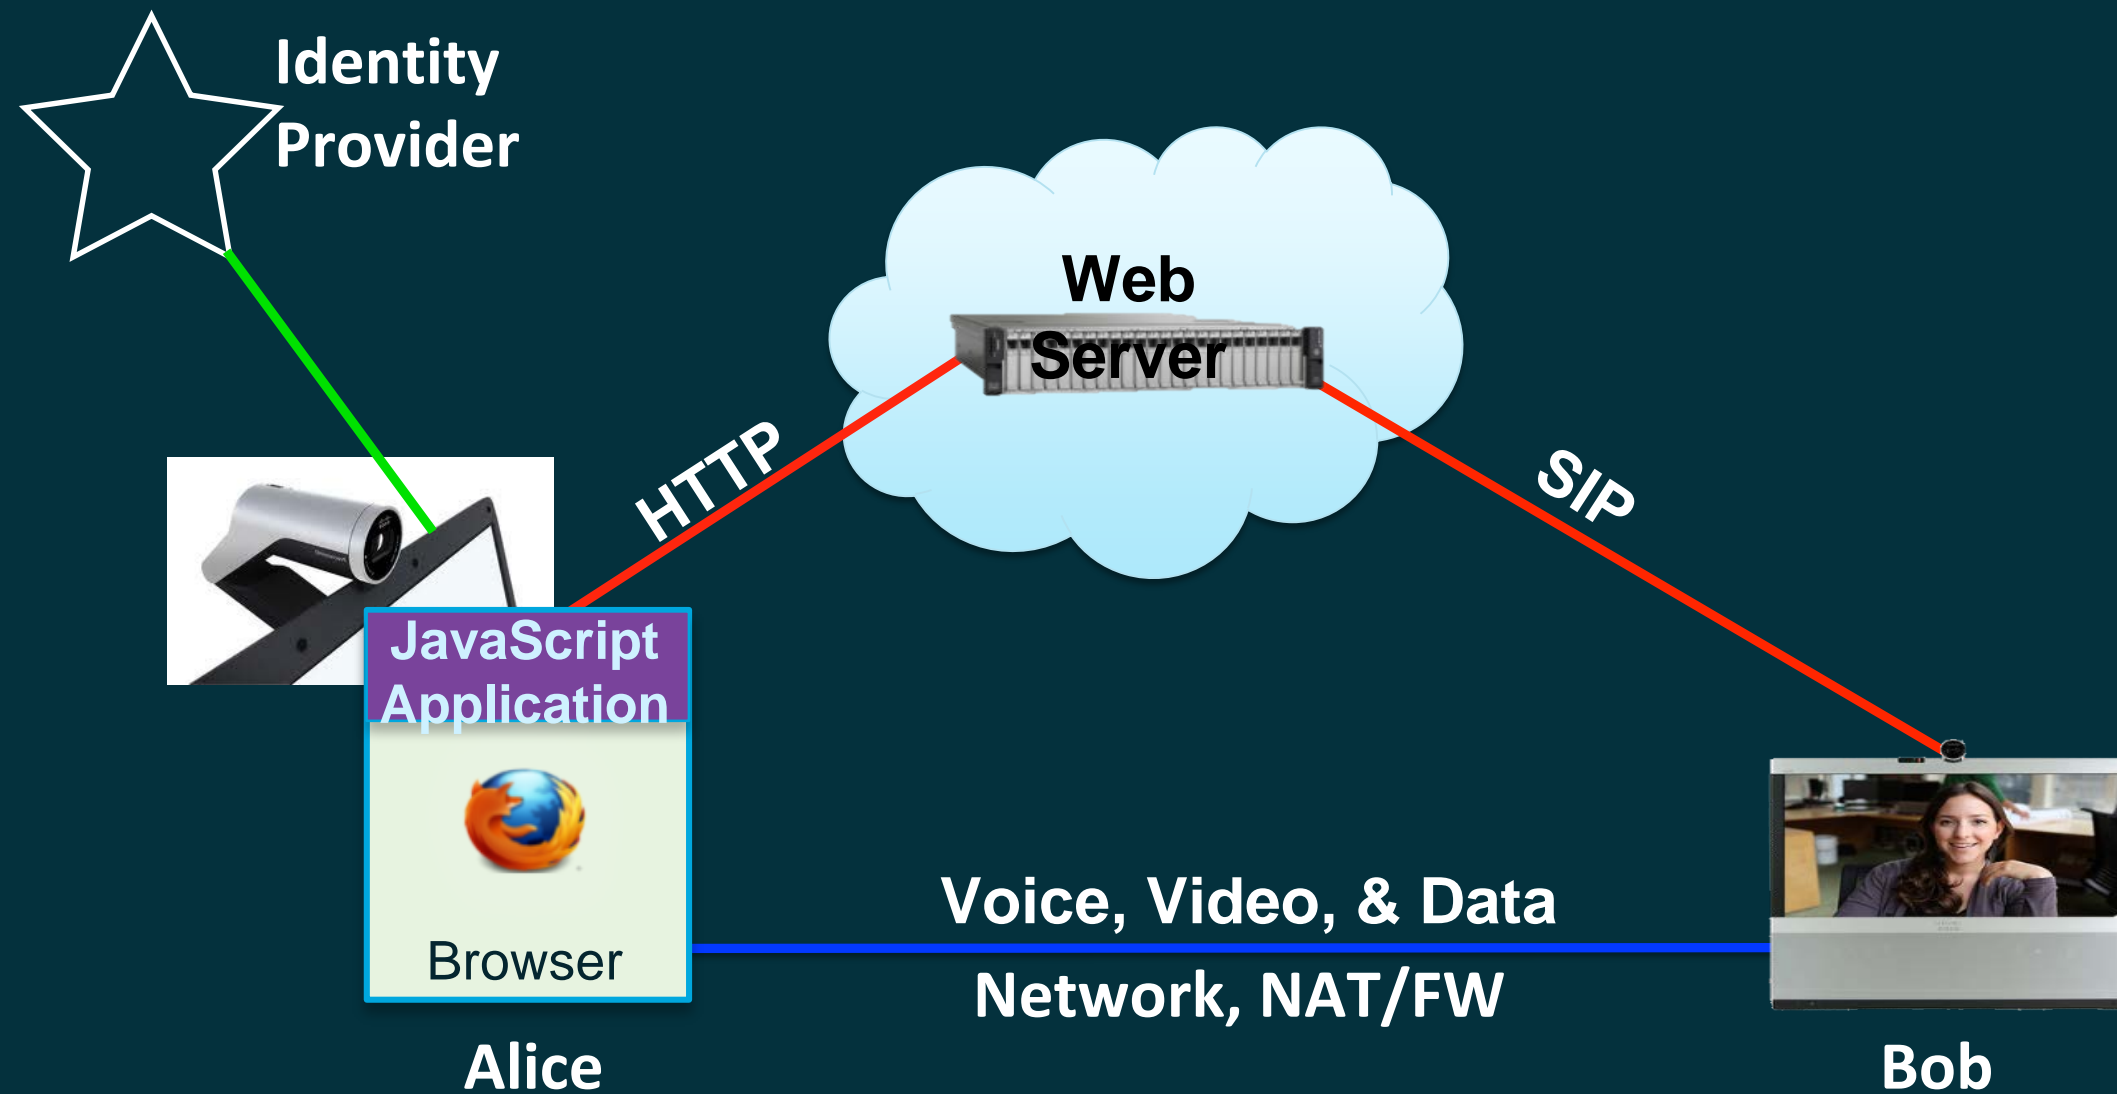 Identity
Provider
Web
Server
HTTP
SIP
JavaScript
Application
Browser
Voice, Video, & Data
Network, NAT/FW
Alice
Bob